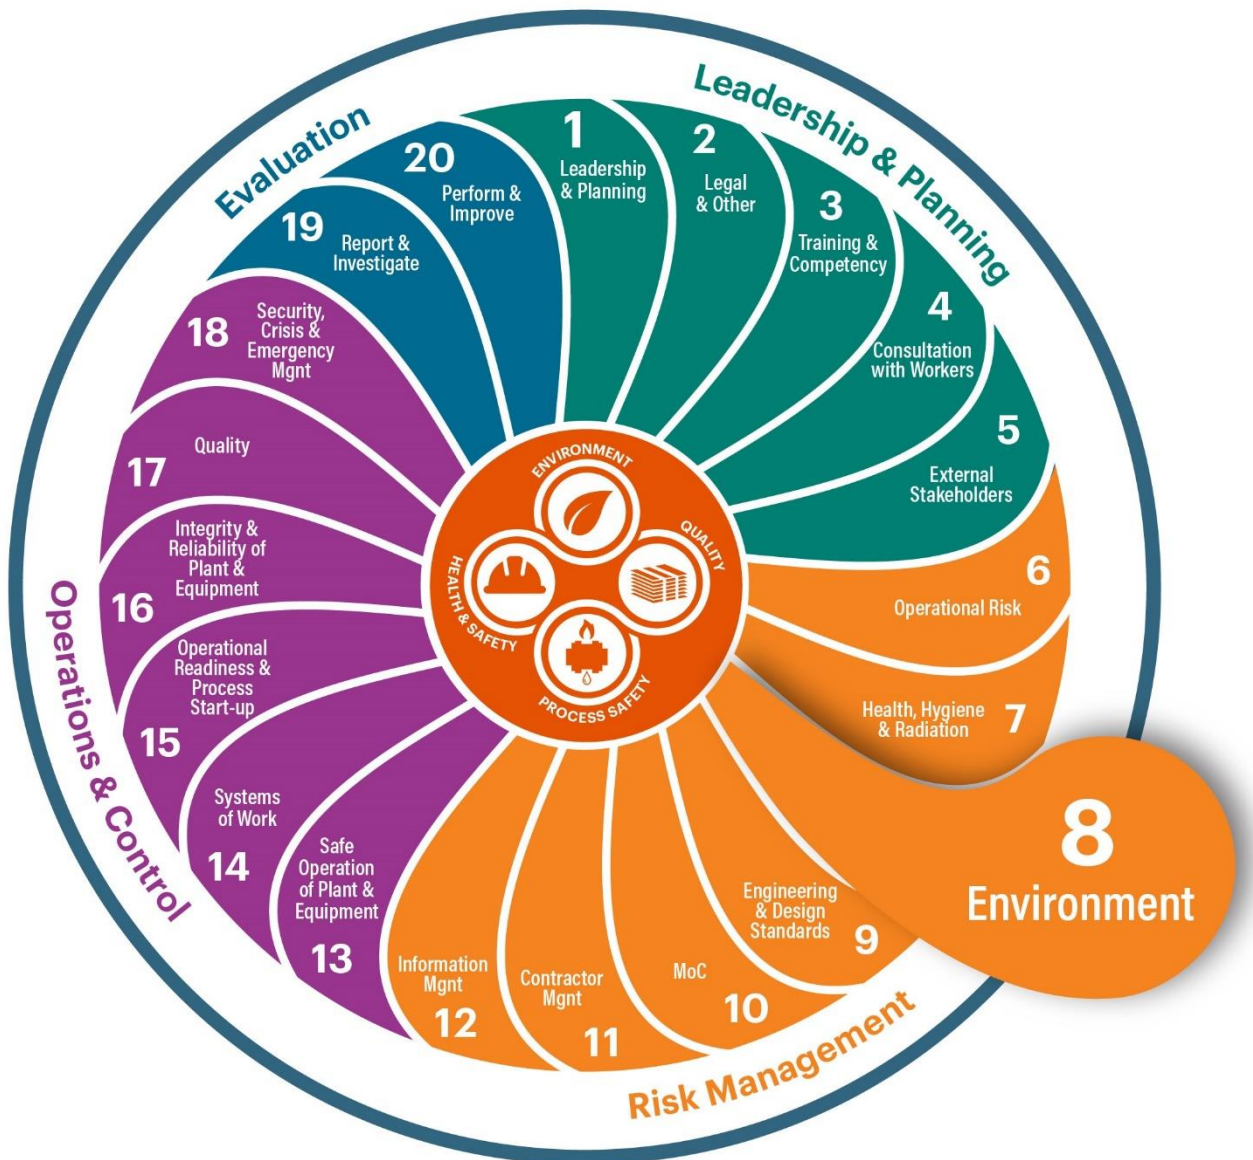 Leadership & Planning
1
Leadership
& Planning
2
Legal
& Other
3
Training &
Competency
4
Consultation
with Workers
5
External
Stakeholders
Risk Management
6
Operational Risk
7
Health, Hygiene
& Radiation
8
Environment
9
Engineering
& Design
Standards
10
MoC
11
Contractor
Mgnt
12
Information
Mgnt
Operations & Control
13
Safe
Operation
of Plant &
Equipment
14
Systems
of Work
15
Operational
Readiness &
Process
Start-up
16
Integrity &
Reliability of
Plant &
Equipment
17
Quality
18
Security,
Crisis &
Emergency
Mgnt
Evaluation
19
Report &
Investigate
20
Perform &
Improve
ENVIRONMENT
QUALITY
HEALTH & SAFETY
PROCESS SAFETY